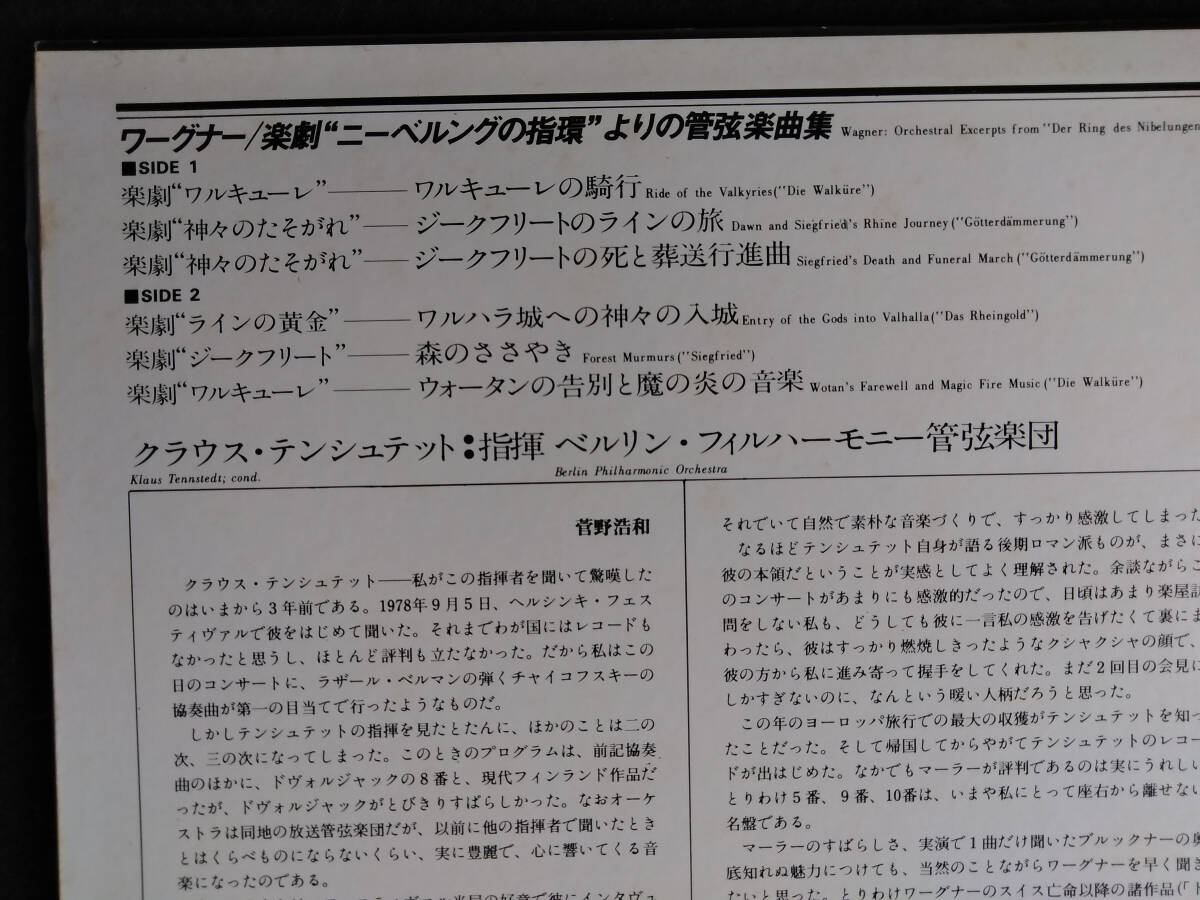 ワーグナー/楽劇“ニーベルングの指環”よりの管弦楽曲集 Wagner: Orchestral Excerpts from "Der Ring des Nibelungen
■SIDE 1
楽劇“ワルキューレ”――ワルキューレの騎行 Ride of the Valkyries("Die Walküre")
楽劇“神々のたそがれ”――ジークフリートのラインの旅 Dawn and Siegfried's Rhine Journey("Götterdämmerung")
楽劇“神々のたそがれ”――ジークフリートの死と葬送行進曲 Siegfried's Death and Funeral March("Götterdämmerung")
■SIDE 2
楽劇“ラインの黄金”――ワルハラ城への神々の入城 Entry of the Gods into Valhalla("Das Rheingold")
楽劇“ジークフリート”――森のささやき Forest Murmurs("Siegfried")
楽劇“ワルキューレ”――ウォータンの告別と魔の炎の音楽 Wotan's Farewell and Magic Fire Music("Die Walküre")
クラウス・テンシュテット:指揮 ベルリン・フィルハーモニー管弦楽団
Klaus Tennstedt; cond. Berlin Philharmonic Orchestra
菅野浩和
クラウス・テンシュテット――私がこの指揮者を聞いて驚嘆した
のはいまから3年前である。1978年9月5日、ヘルシンキ・フェス
ティヴァルで彼をはじめて聞いた。それまでわが国にはレコードも
なかったと思うし、ほとんど評判も立たなかった。だから私はこの
日のコンサートに、ラザール・ベルマンの弾くチャイコフスキーの
協奏曲が第一の目当てで行ったようなものだ。
しかしテンシュテットの指揮を見たとたんに、ほかのことは二の
次、三の次になってしまった。このときのプログラムは、前記協奏
曲のほかに、ドヴォルジャックの8番と、現代フィンランド作品だ
ったが、ドヴォルジャックがとびきりすばらしかった。なおオーケ
ストラは同地の放送管弦楽団だが、以前に他の指揮者で聞いたとき
とはくらべものにならないくらい、実に豊麗で、心に響いてくる音
楽になったのである。
それでいて自然で素朴な音楽づくりで、すっかり感激してしまった
なるほどテンシュテット自身が語る後期ロマン派ものが、まさに
彼の本領だということが実感としてよく理解された。余談ながらこ
のコンサートがあまりにも感激的だったので、日頃はあまり楽屋訪
問をしない私も、どうしても彼に一言私の感激を告げたくて裏にま
わったら、彼はすっかり燃焼しきったようなクシャクシャの顔で、
彼の方から私に進み寄って握手をしてくれた。まだ2回目の会見に
しかすぎないのに、なんという暖い人柄だろうと思った。
この年のヨーロッパ旅行での最大の収獲がテンシュテットを知っ
たことだった。そして帰国してからやがてテンシュテットのレコー
ドが出はじめた。なかでもマーラーが評判であるのは実にうれしい
とりわけ5番、9番、10番は、いまや私にとって座右から離せない
名盤である。
マーラーのすばらしさ、実演で1曲だけ聞いたブルックナーの奥
底知れぬ魅力につけても、当然のことながらワーグナーを早く聞き
たいと思った。とりわけワーグナーのスイス亡命以降の諸作品(「ト